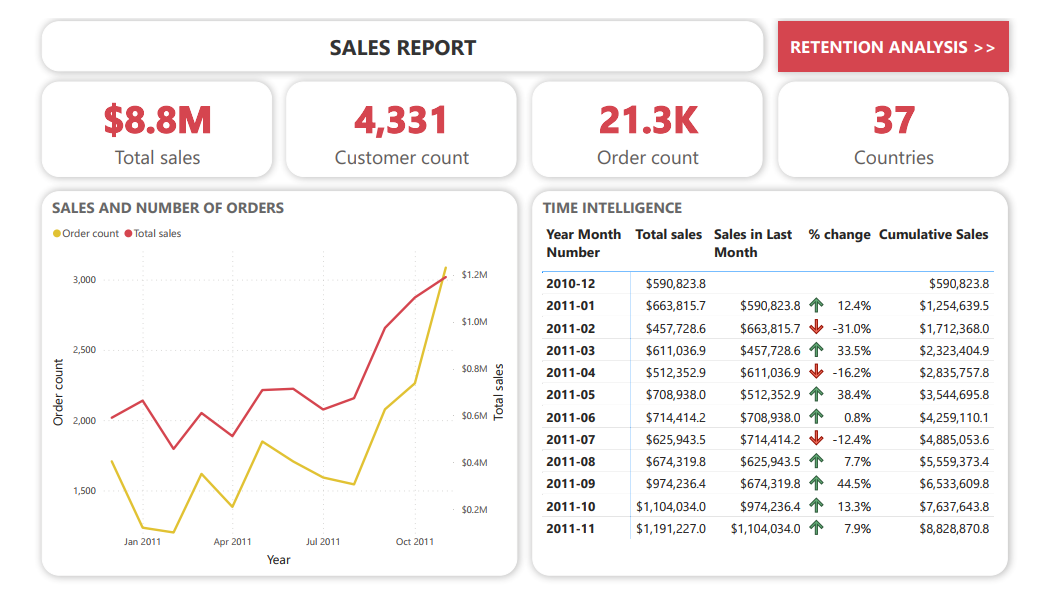 SALES REPORT
RETENTION ANALYSIS >>
$8.8M
Total sales
4,331
Customer count
21.3K
Order count
37
Countries
SALES AND NUMBER OF ORDERS
Order count Total sales
3,000
2,500
2,000
1,500
Order count
$1.2M
$1.0M
$0.8M
$0.6M
$0.4M
$0.2M
Total sales
Jan 2011 Apr 2011 Jul 2011 Oct 2011
Year
TIME INTELLIGENCE
Year Month Total sales Sales in Last % change Cumulative Sales
Number Month
2010-12 $590,823.8 $590,823.8
2011-01 $663,815.7 $590,823.8 12.4% $1,254,639.5
2011-02 $457,728.6 $663,815.7 -31.0% $1,712,368.0
2011-03 $611,036.9 $457,728.6 33.5% $2,323,404.9
2011-04 $512,352.9 $611,036.9 -16.2% $2,835,757.8
2011-05 $708,938.0 $512,352.9 38.4% $3,544,695.8
2011-06 $714,414.2 $708,938.0 0.8% $4,259,110.1
2011-07 $625,943.5 $714,414.2 -12.4% $4,885,053.6
2011-08 $674,319.8 $625,943.5 7.7% $5,559,373.4
2011-09 $974,236.4 $674,319.8 44.5% $6,533,609.8
2011-10 $1,104,034.0 $974,236.4 13.3% $7,637,643.8
2011-11 $1,191,227.0 $1,104,034.0 7.9% $8,828,870.8